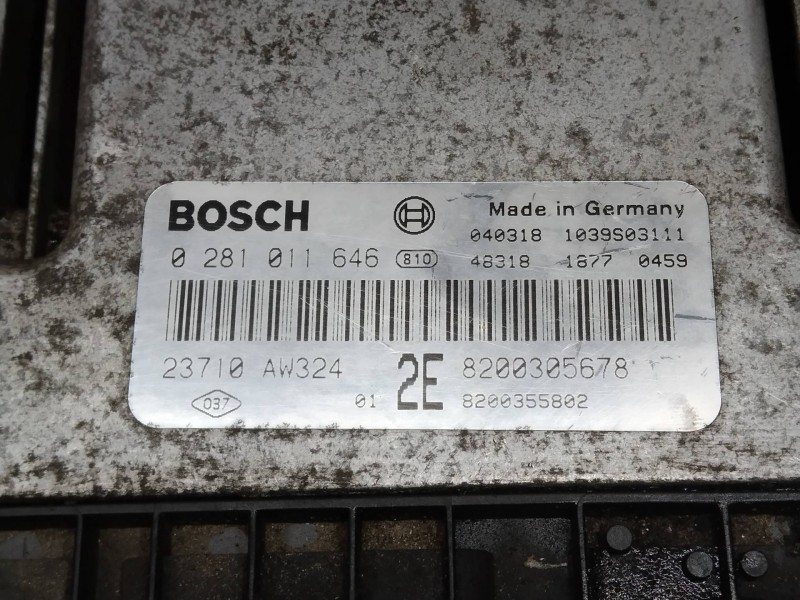 BOSCH Made in Germany
040318 1039S03111
0 281 011 646 810 48318 1877 0459
23710 AW324 2E 8200305678
037 01 8200355802